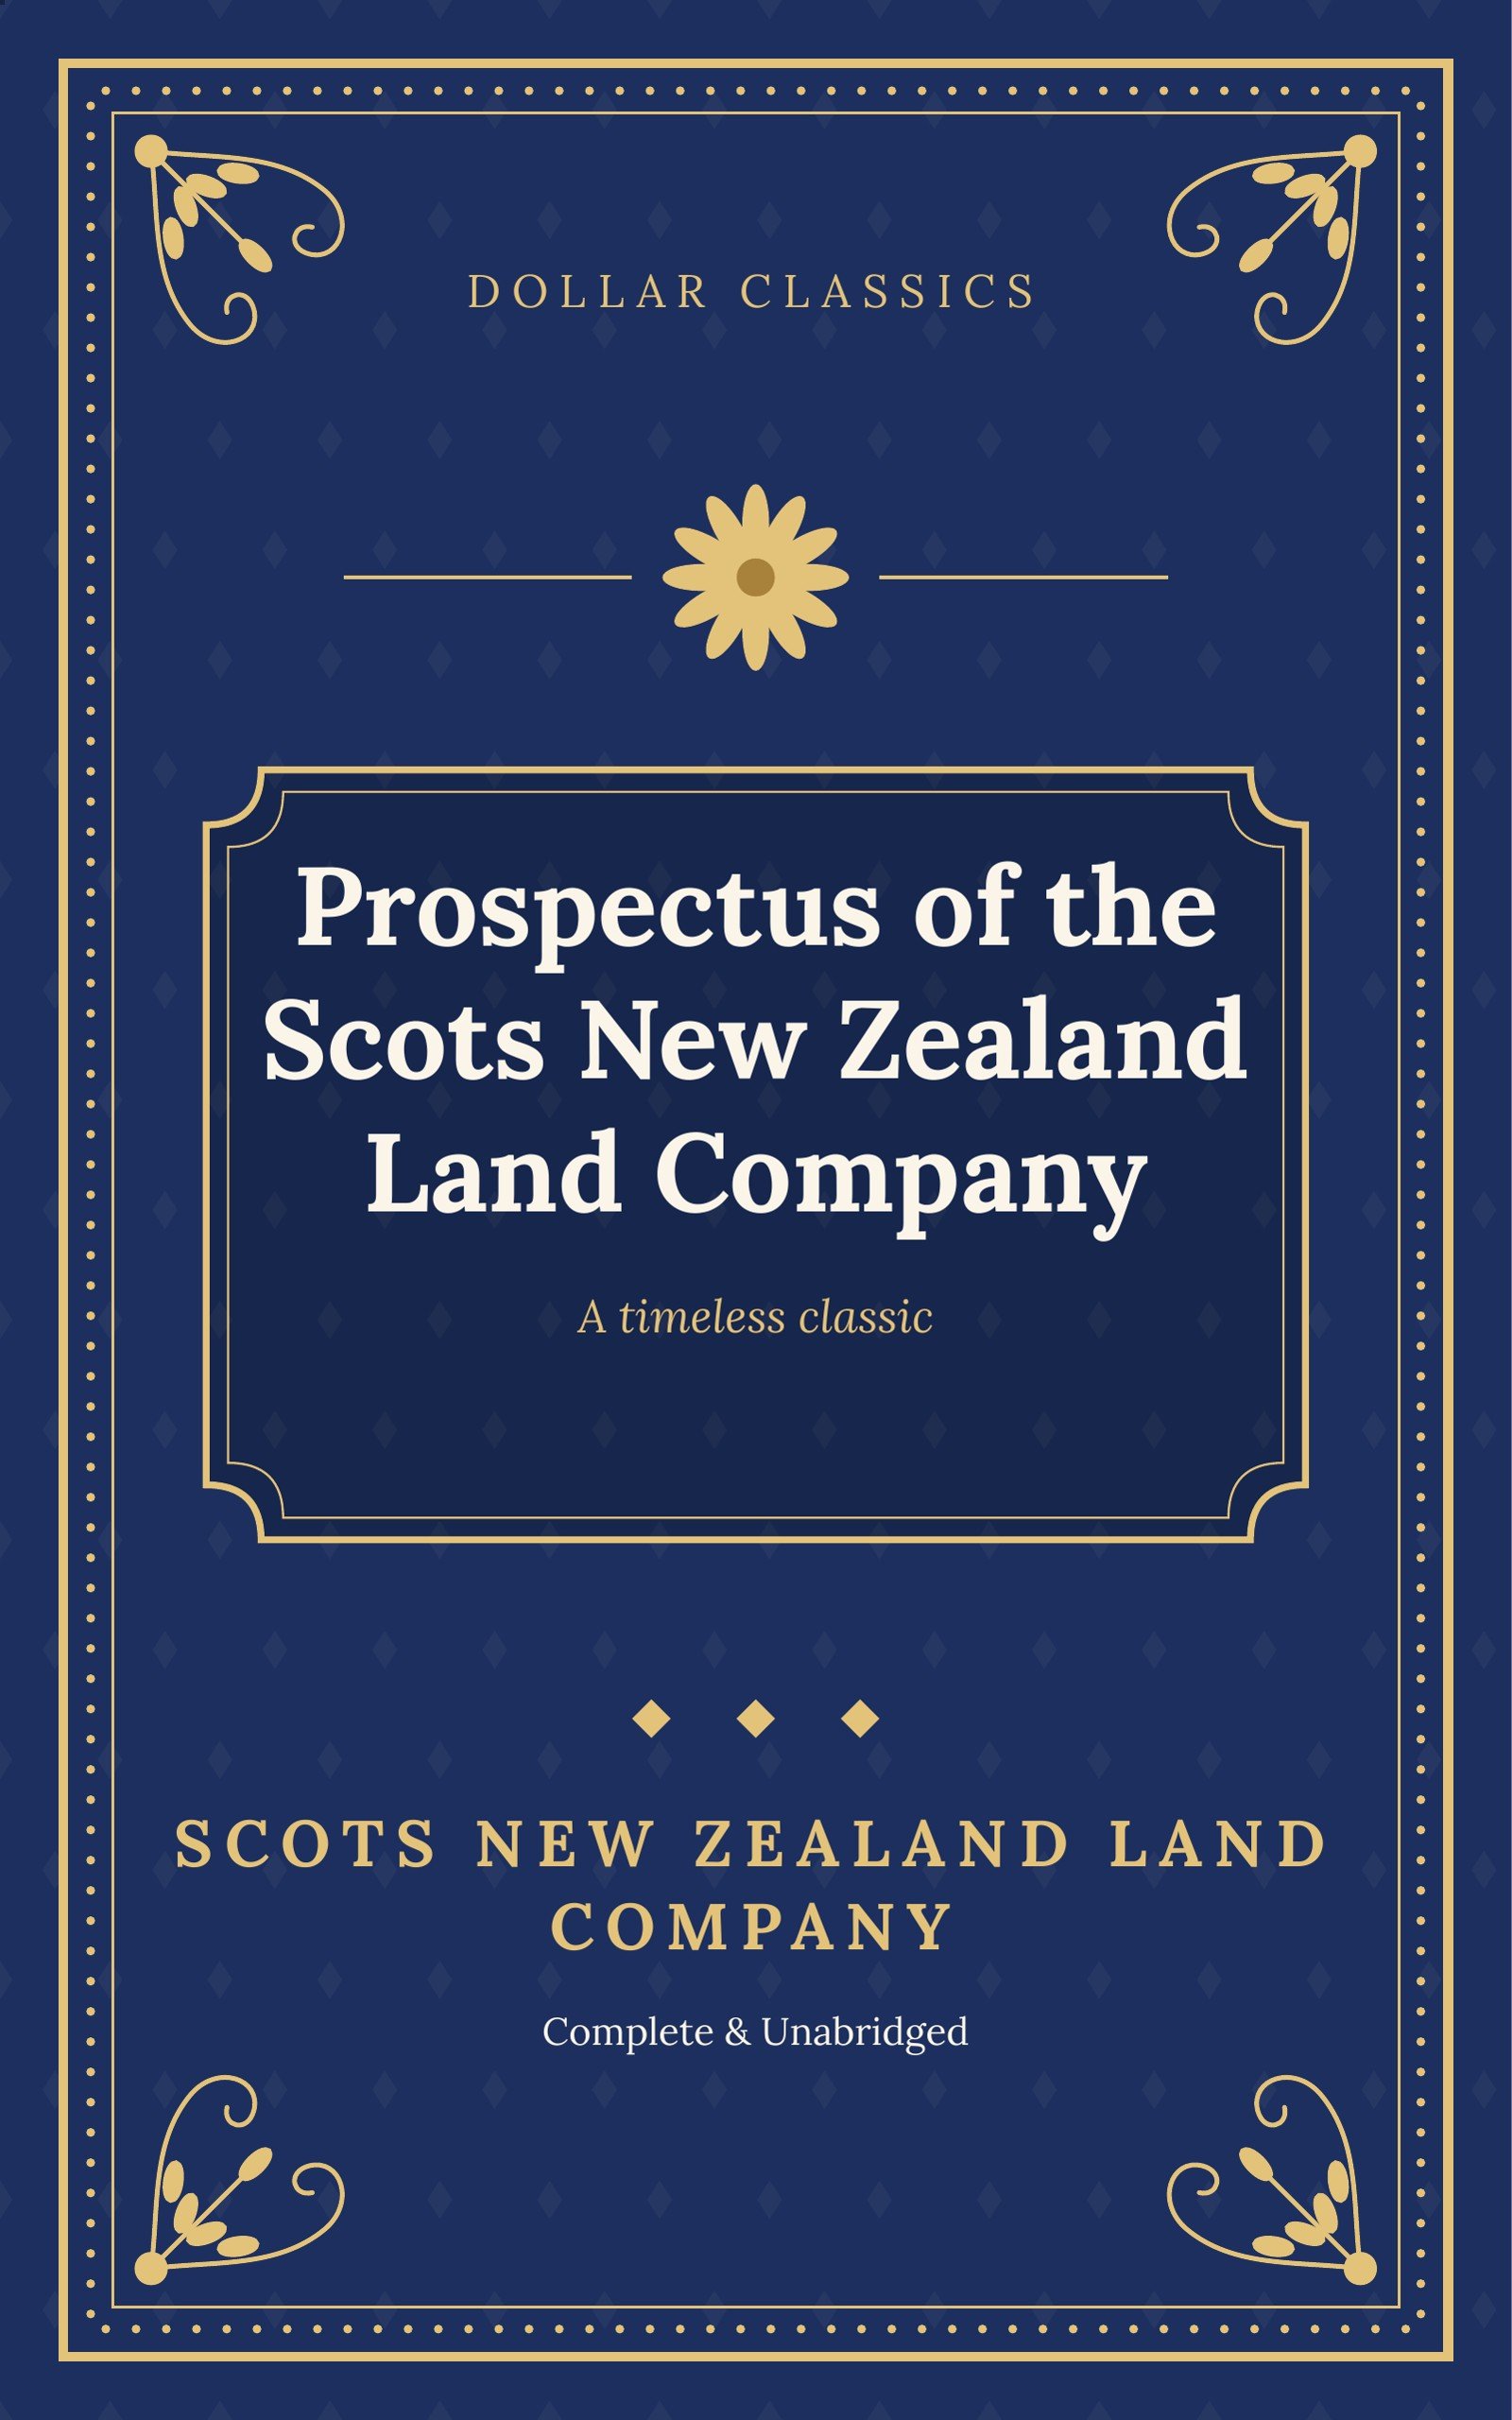 DOLLAR CLASSICS
Prospectus of the
Scots New Zealand
Land Company
A timeless classic
SCOTS NEW ZEALAND LAND
COMPANY
Complete & Unabridged